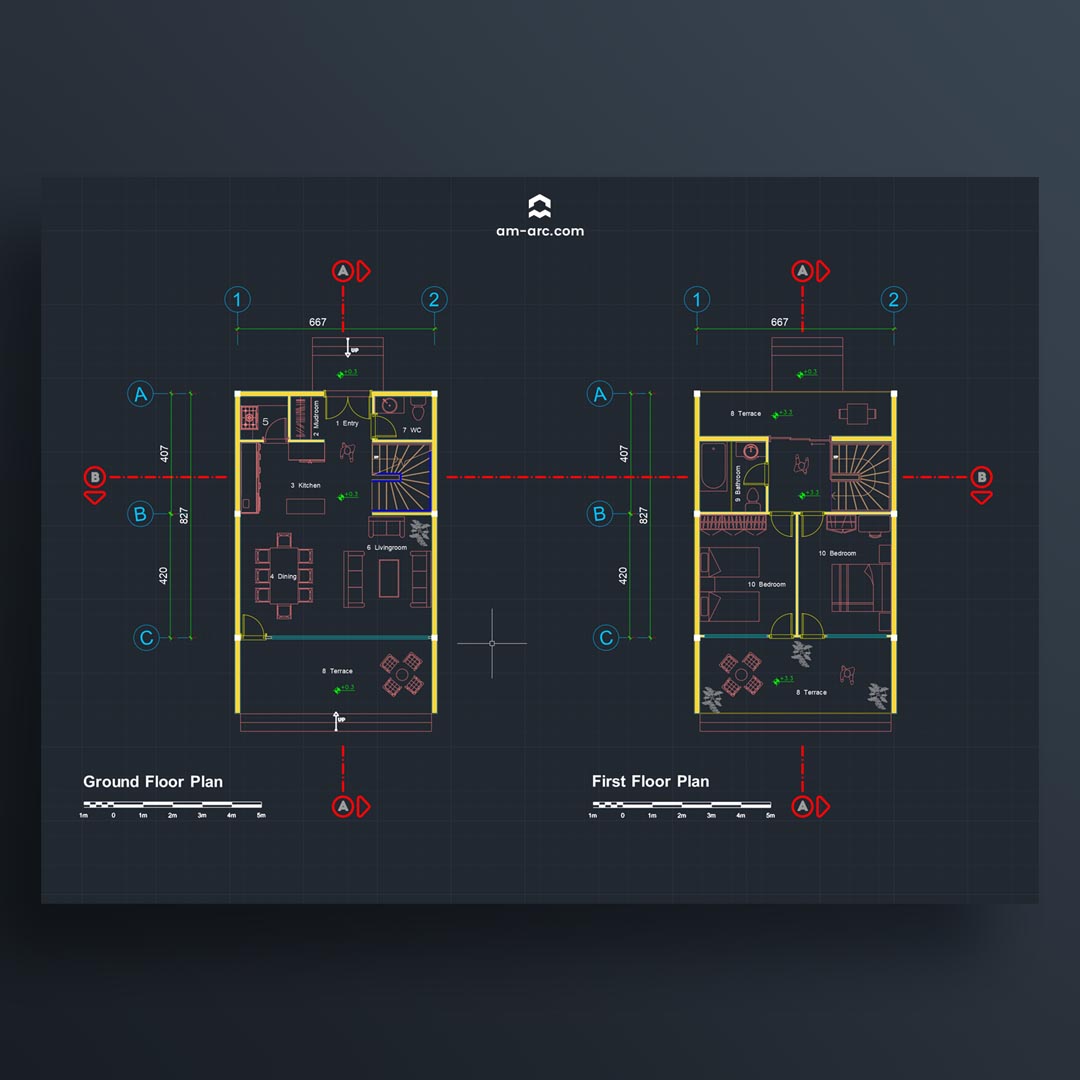 am-arc.com
A
A
1
2
1
2
667
667
UP
+0.3
+0.3
A
A
5
2 Mudroom
1 Entry
7 WC
8 Terrace
+3.3
407
407
B
3 Kitchen
+0.3
9 Bathroom
+3.3
B
B
B
827
827
6 Livingroom
10 Bedroom
420
4 Dining
420
10 Bedroom
C
C
8 Terrace
+0.3
+3.3
8 Terrace
UP
Ground Floor Plan
First Floor Plan
A
A
1m 0 1m 2m 3m 4m 5m
1m 0 1m 2m 3m 4m 5m